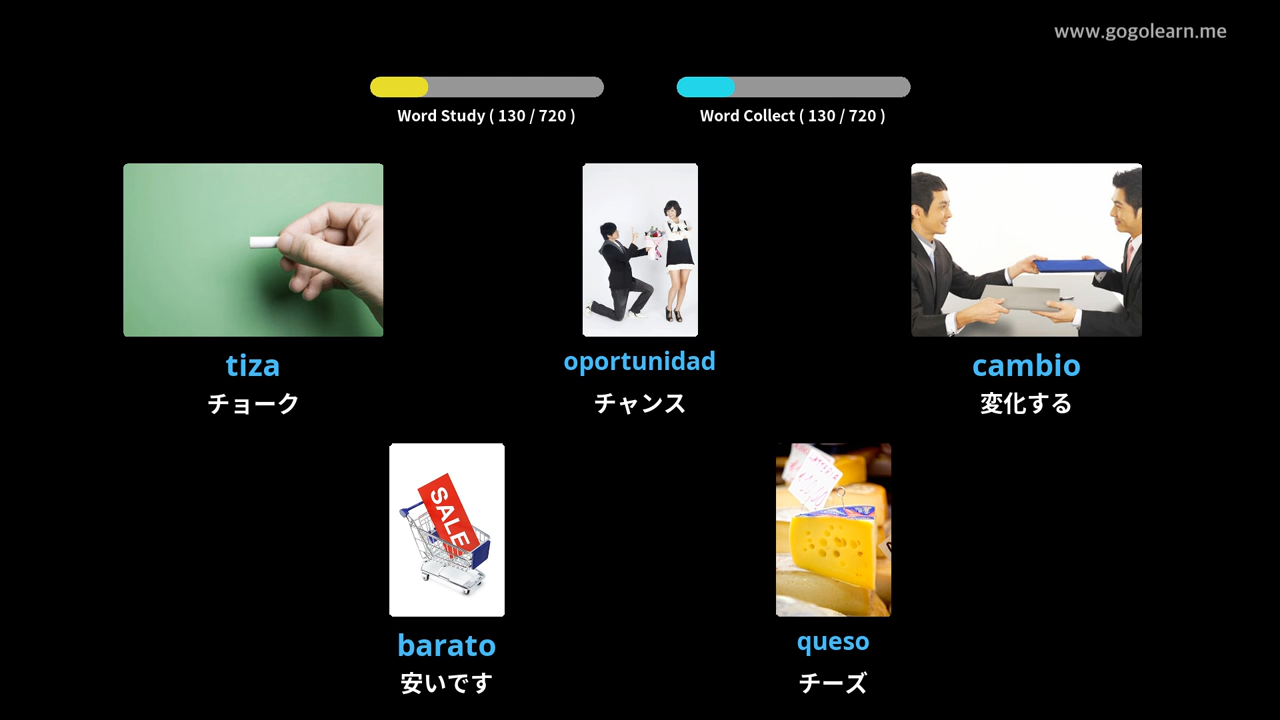 www.gogolearn.me
Word Study ( 130 / 720 )
Word Collect ( 130 / 720 )
tiza
チョーク
oportunidad
チャンス
cambio
変化する
SALE
barato
安いです
queso
チーズ